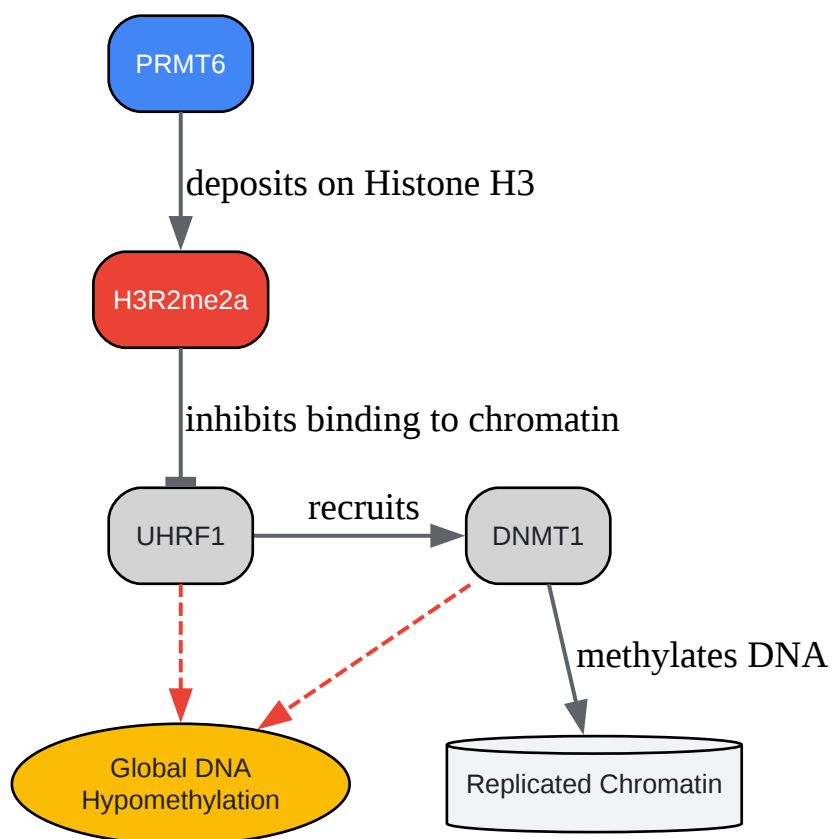 PRMT6
deposits on Histone H3
H3R2me2a
inhibits binding to chromatin
UHRF1
recruits
DNMT1
methylates DNA
Global DNA
Hypomethylation
Replicated Chromatin